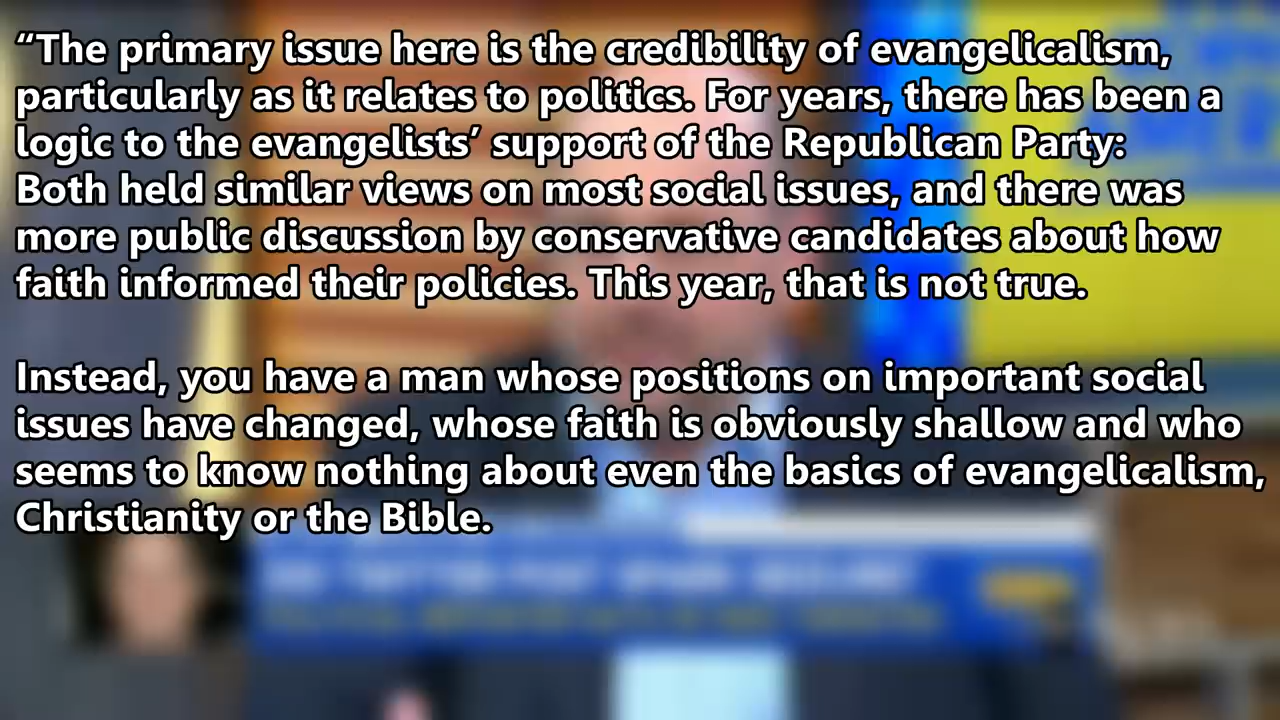 “The primary issue here is the credibility of evangelicalism,
particularly as it relates to politics. For years, there has been a
logic to the evangelists’ support of the Republican Party:
Both held similar views on most social issues, and there was
more public discussion by conservative candidates about how
faith informed their policies. This year, that is not true.
Instead, you have a man whose positions on important social
issues have changed, whose faith is obviously shallow and who
seems to know nothing about even the basics of evangelicalism,
Christianity or the Bible.